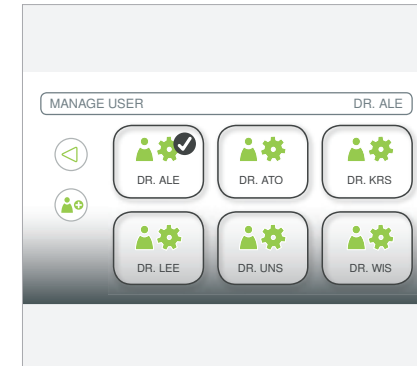 MANAGE USER DR. ALE
DR. ALE DR. ATO DR. KRS
DR. LEE DR. UNS DR. WIS